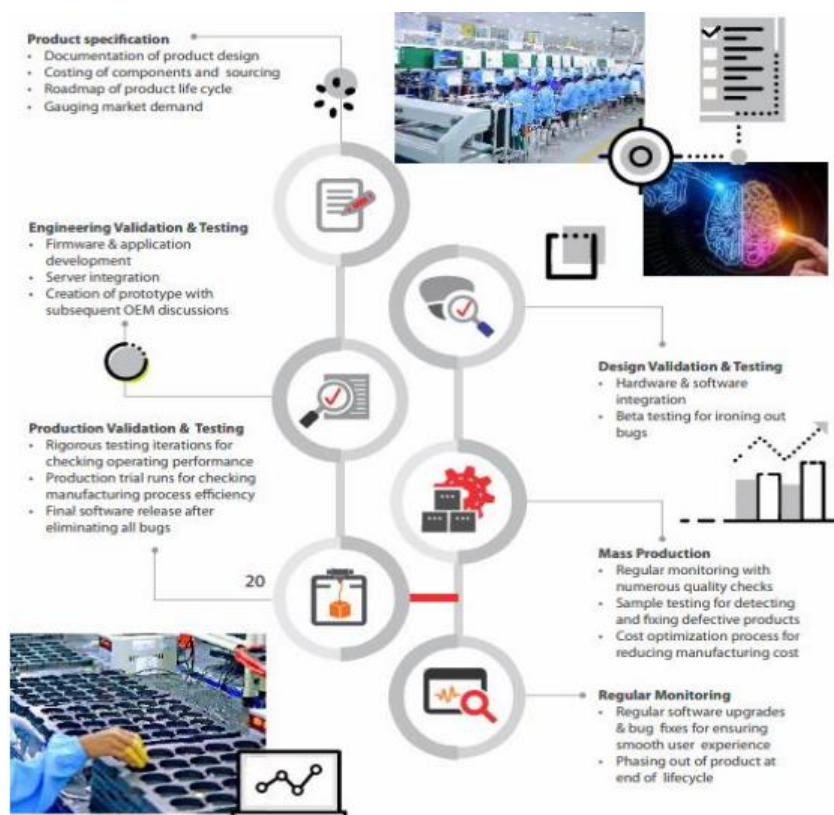 Product specification
• Documentation of product design
• Costing of components and sourcing
• Roadmap of product life cycle
• Gauging market demand
Engineering Validation & Testing
• Firmware & application
development
• Server integration
• Creation of prototype with
subsequent OEM discussions
Design Validation & Testing
• Hardware & software
integration
• Beta testing for ironing out
bugs
Production Validation & Testing
• Rigorous testing iterations for
checking operating performance
• Production trial runs for checking
manufacturing process efficiency
• Final software release after
eliminating all bugs
20
Mass Production
• Regular monitoring with
numerous quality checks
• Sample testing for detecting
and fixing defective products
• Cost optimization process for
reducing manufacturing cost
Regular Monitoring
• Regular software upgrades
& bug fixes for ensuring
smooth user experience
• Phasing out of product at
end of lifecycle